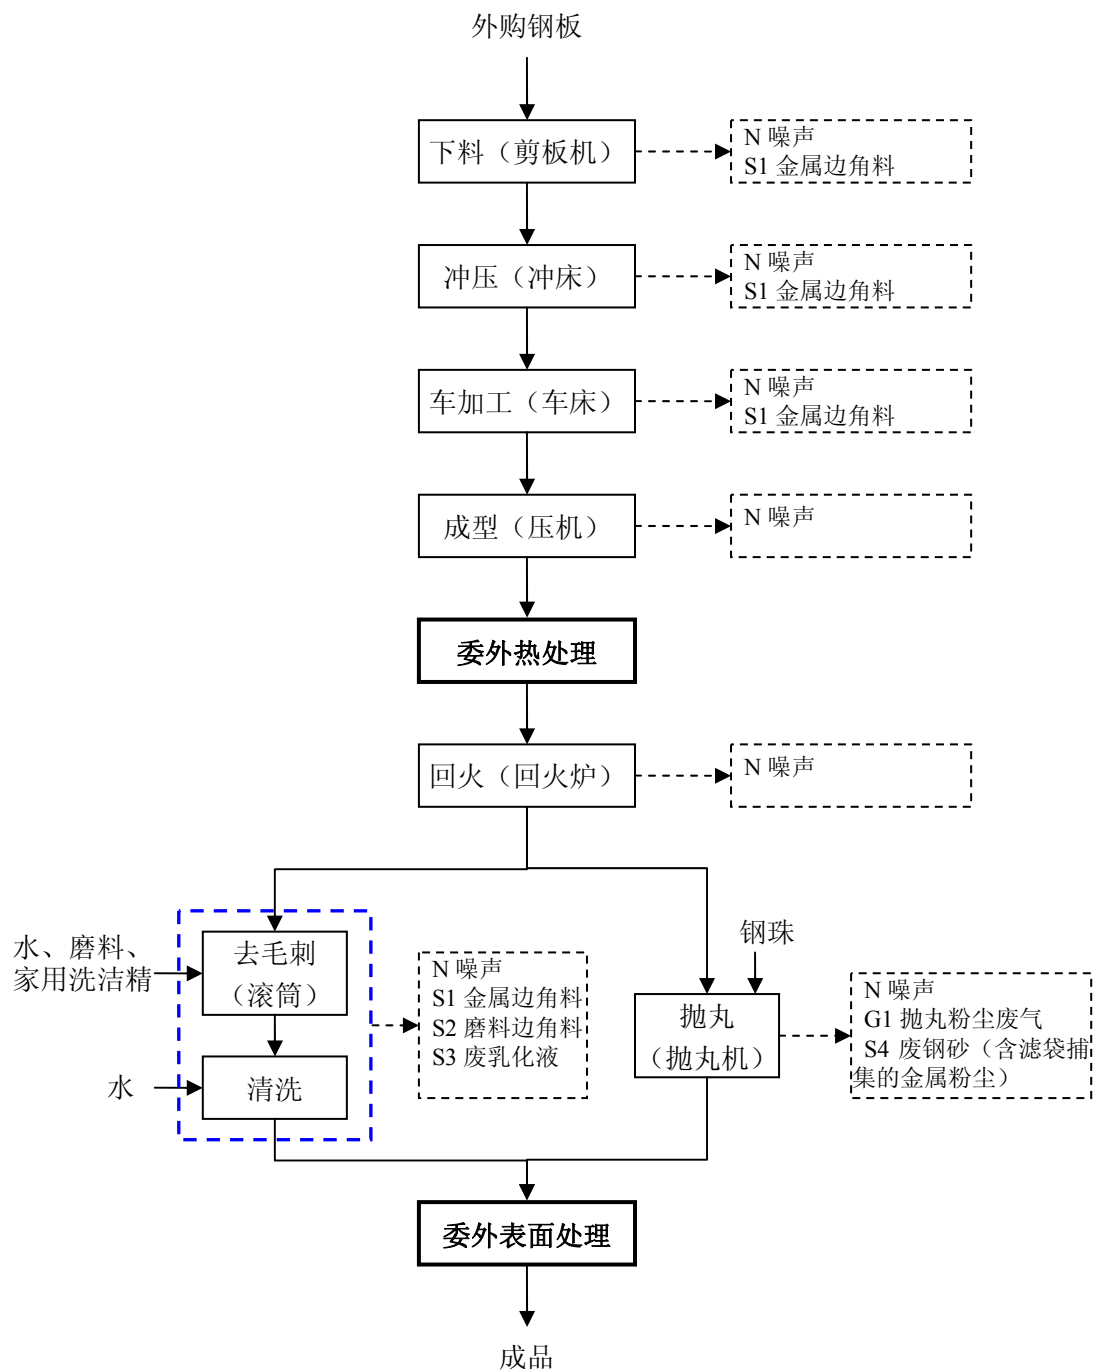 外购钢板
下料（剪板机）
N 噪声
S1 金属边角料
冲压（冲床）
N 噪声
S1 金属边角料
车加工（车床）
N 噪声
S1 金属边角料
成型（压机）
N 噪声
委外热处理
回火（回火炉）
N 噪声
水、磨料、
家用洗洁精
去毛刺
（滚筒）
水
清洗
N 噪声
S1 金属边角料
S2 磨料边角料
S3 废乳化液
钢珠
抛丸
（抛丸机）
N 噪声
G1 抛丸粉尘废气
S4 废钢砂（含滤袋捕
集的金属粉尘）
委外表面处理
成品